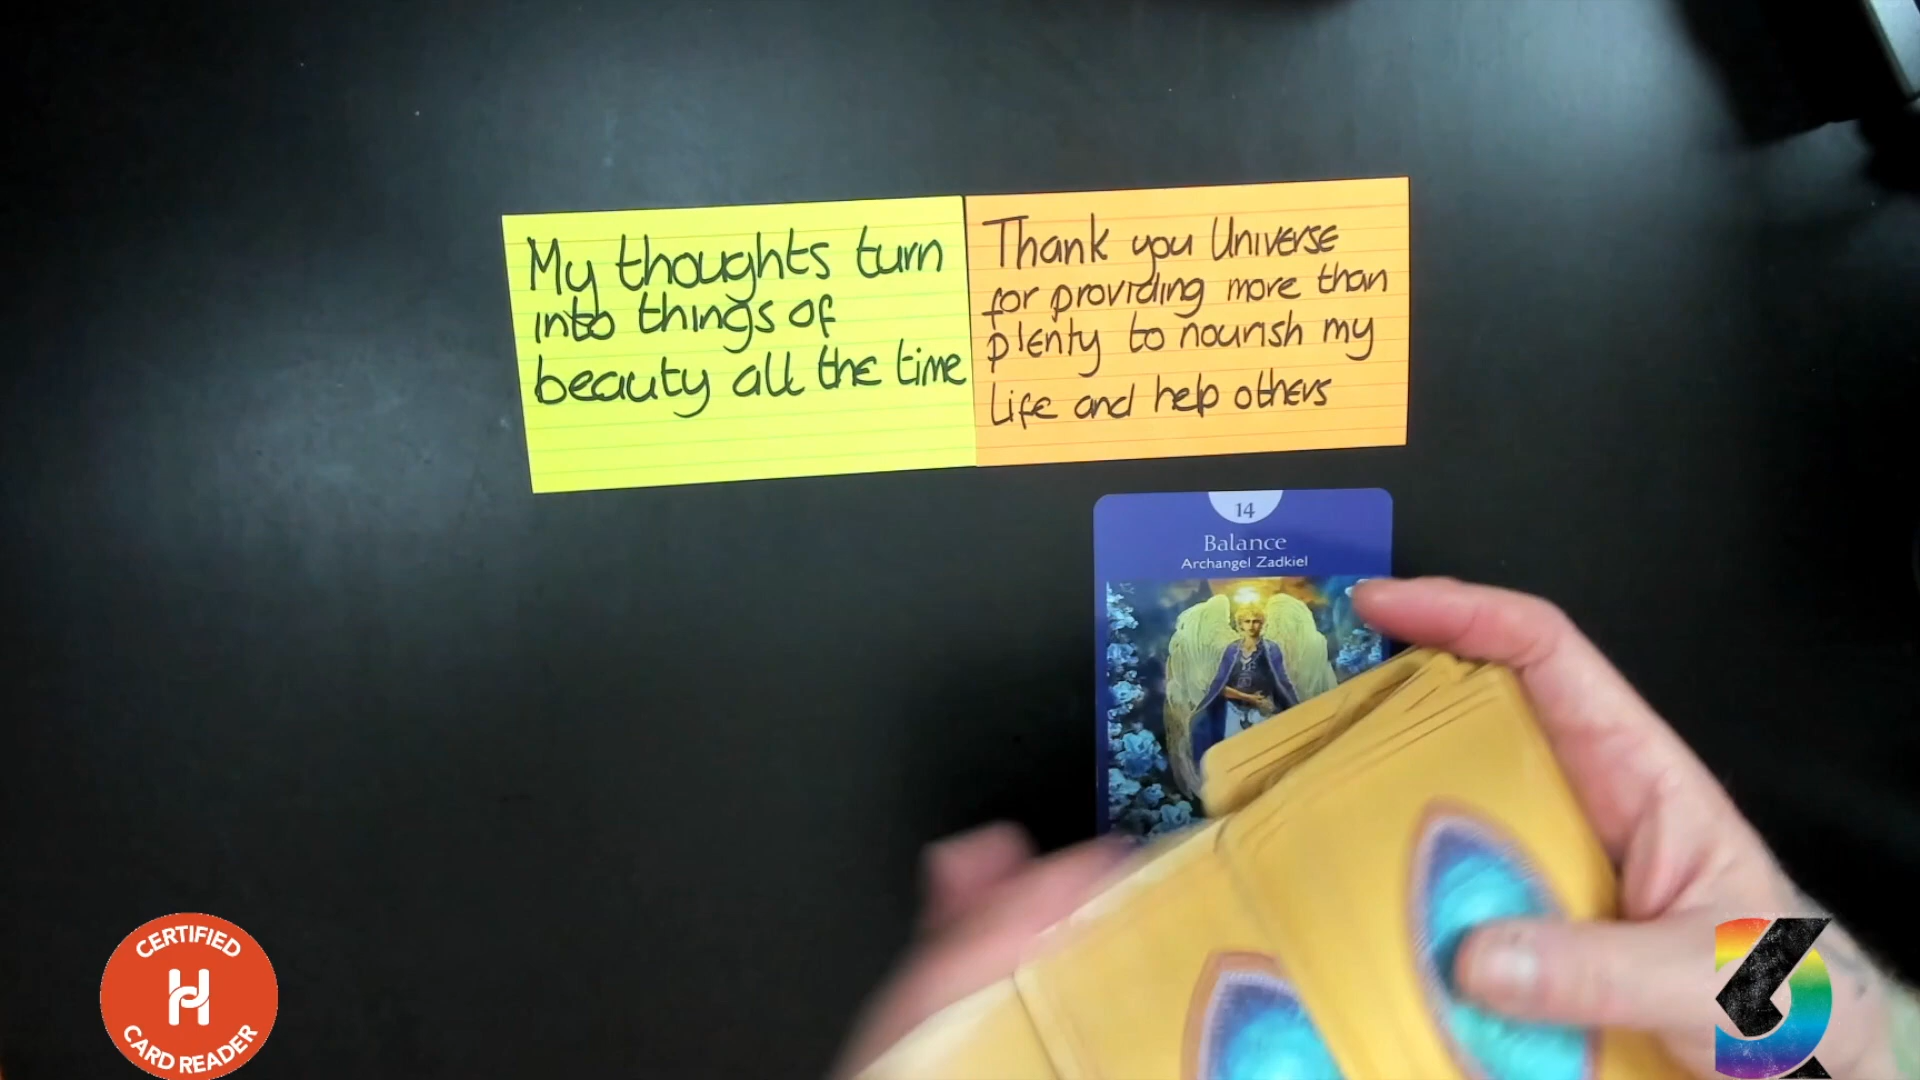 My thoughts turn
into things of
beauty all the time
Thank you Universe
for providing more than
plenty to nourish my
life and help others
14
Balance
Archangel Zadkiel
CERTIFIED
H
CARD READER